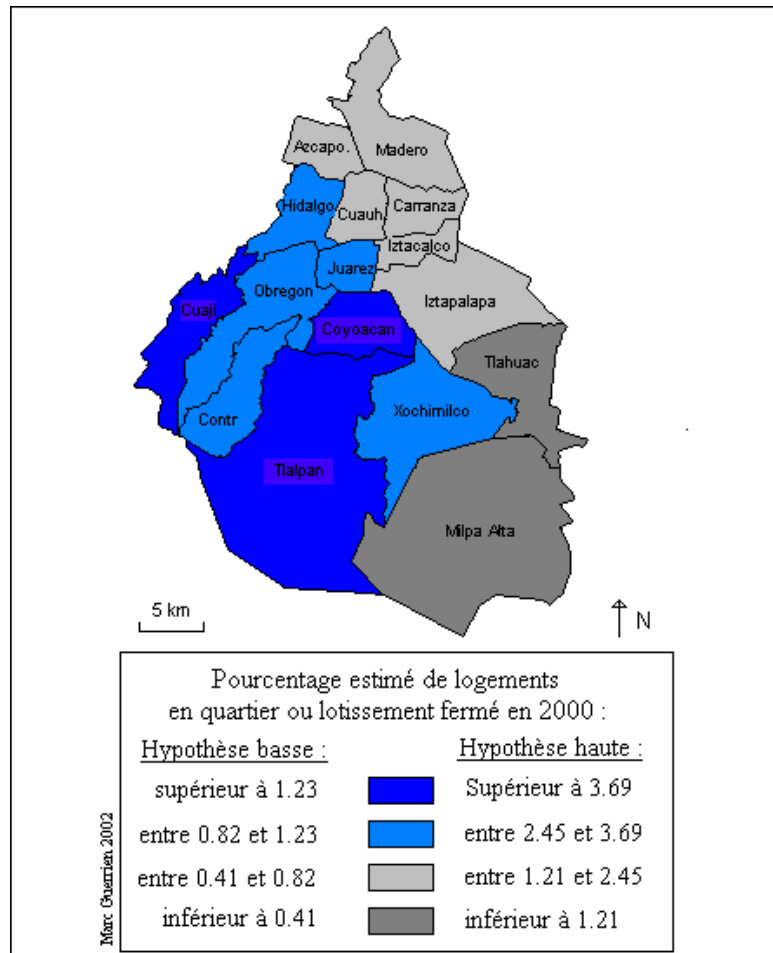 Azcapo.
Madero
Hidalgo
Cuauh
Carranza
Iztacalco
Juarez
Obregon
Cuaji
Iztapalapa
Coyoacan
Tlahuac
Contr
Xochimilco
Tlalpan
Milpa Alta
5 km
N
Pourcentage estimé de logements
en quartier ou lotissement fermé en 2000 :
Hypothèse basse : Hypothèse haute :
supérieur à 1.23 Supérieur à 3.69
entre 0.82 et 1.23 entre 2.45 et 3.69
entre 0.41 et 0.82 entre 1.21 et 2.45
inférieur à 0.41 inférieur à 1.21
Marc Guerrien 2002